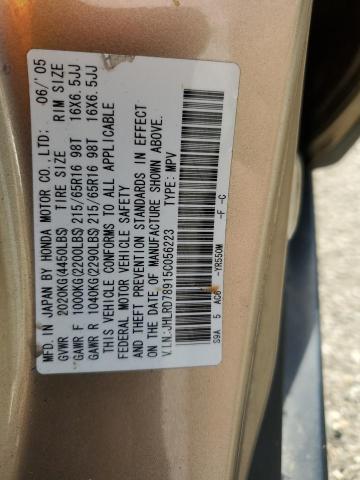 MFD. IN JAPAN BY HONDA MOTOR CO., LTD: 06/'05
GVWR 2020KG(4450LBS) TIRE SIZE RIM SIZE
GAWR F 1000KG(2200LBS) 215/65R16 98T 16X6.5JJ
GAWR R 1040KG(2290LBS) 215/65R16 98T 16X6.5JJ
THIS VEHICLE CONFORMS TO ALL APPLICABLE
FEDERAL MOTOR VEHICLE SAFETY
AND THEFT PREVENTION STANDARDS IN EFFECT
ON THE DATE OF MANUFACTURE SHOWN ABOVE.
V.I.N.:JHLRD78915C056223 TYPE: MPV
S9A 5 AC6 -YR550M -F -C